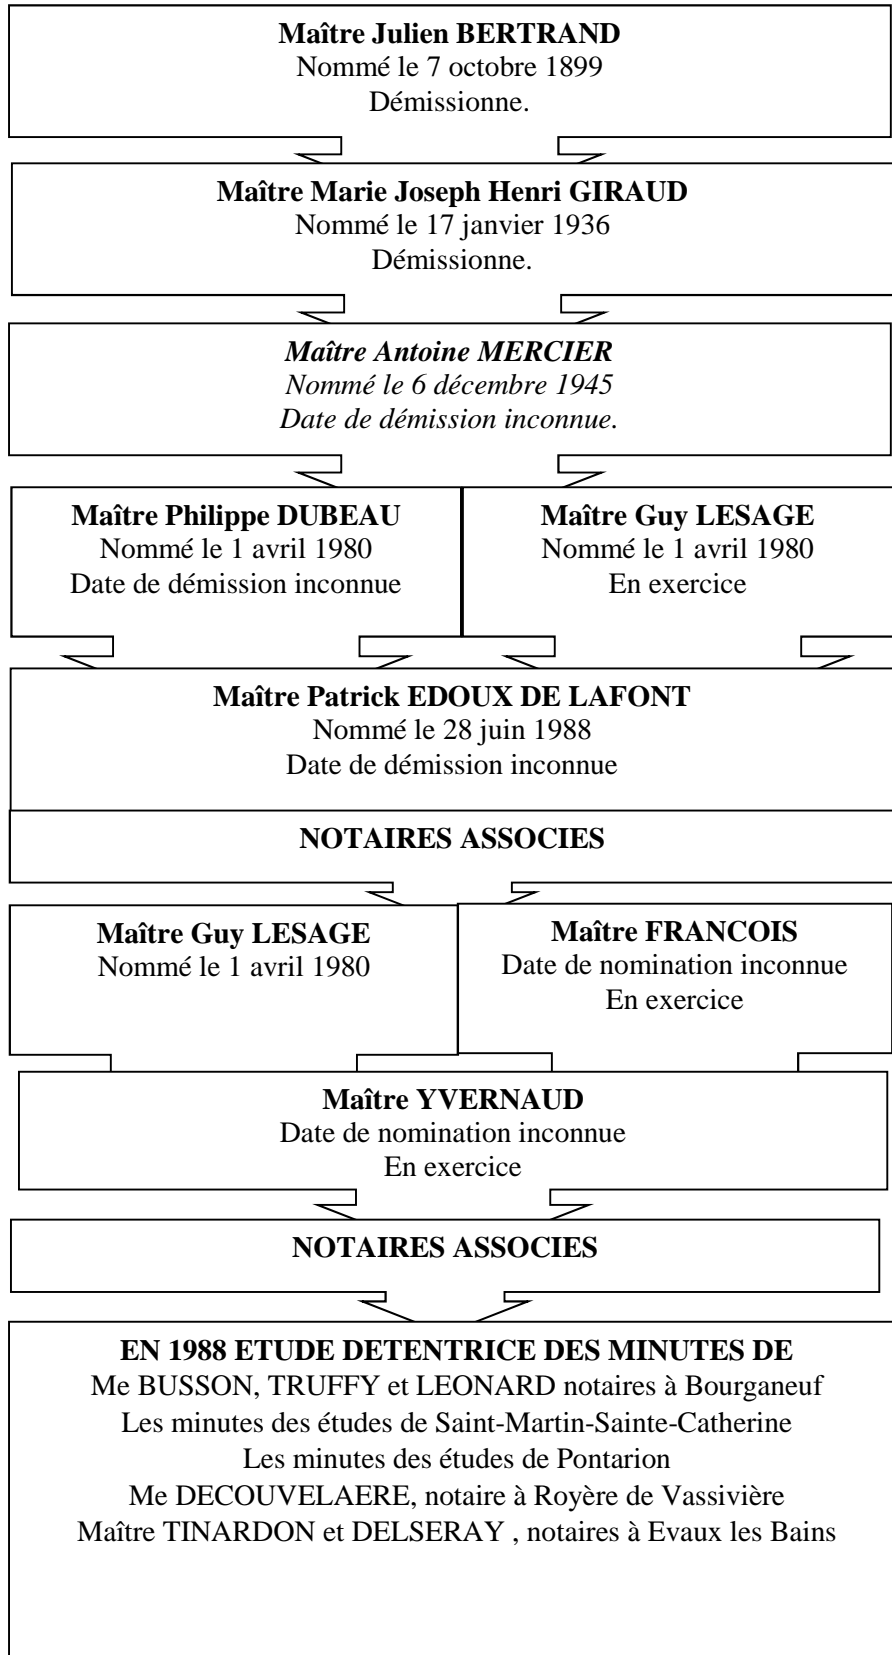 Maître Julien BERTRAND
Nommé le 7 octobre 1899
Démissionne.
Maître Marie Joseph Henri GIRAUD
Nommé le 17 janvier 1936
Démissionne.
Maître Antoine MERCIER
Nommé le 6 décembre 1945
Date de démission inconnue.
Maître Philippe DUBEAU
Nommé le 1 avril 1980
Date de démission inconnue
Maître Guy LESAGE
Nommé le 1 avril 1980
En exercice
Maître Patrick EDOUX DE LAFONT
Nommé le 28 juin 1988
Date de démission inconnue
NOTAIRES ASSOCIES
Maître Guy LESAGE
Nommé le 1 avril 1980
Maître FRANCOIS
Date de nomination inconnue
En exercice
Maître YVERNAUD
Date de nomination inconnue
En exercice
NOTAIRES ASSOCIES
EN 1988 ETUDE DETENTRICE DES MINUTES DE
Me BUSSON, TRUFFY et LEONARD notaires à Bourganeuf
Les minutes des études de Saint-Martin-Sainte-Catherine
Les minutes des études de Pontarion
Me DECOUVELAERE, notaire à Royère de Vassivière
Maître TINARDON et DELSERAY , notaires à Evaux les Bains